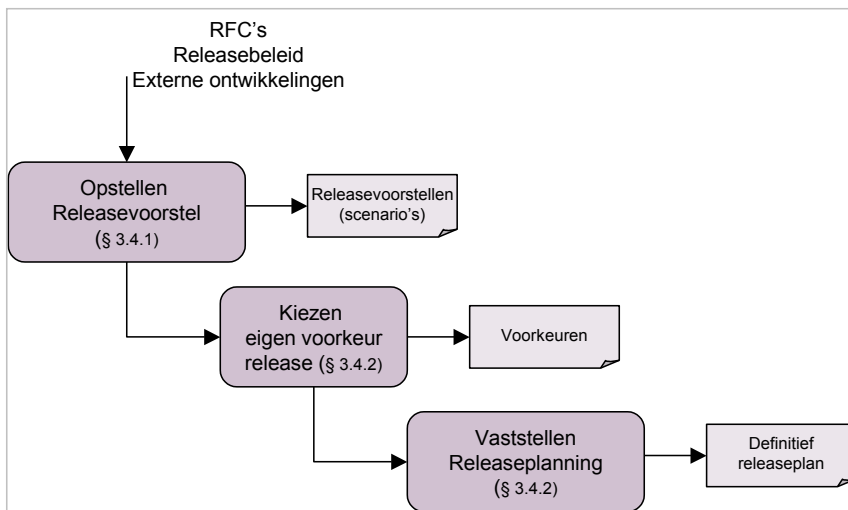 RFC's
Releasebeleid
Externe ontwikkelingen
Opstellen
Releasevoorstel
(§ 3.4.1)
Releasevoorstellen
(scenario's)
Kiezen
eigen voorkeur
release (§ 3.4.2)
Voorkeuren
Vaststellen
Releaseplanning
(§ 3.4.2)
Definitief
releaseplan